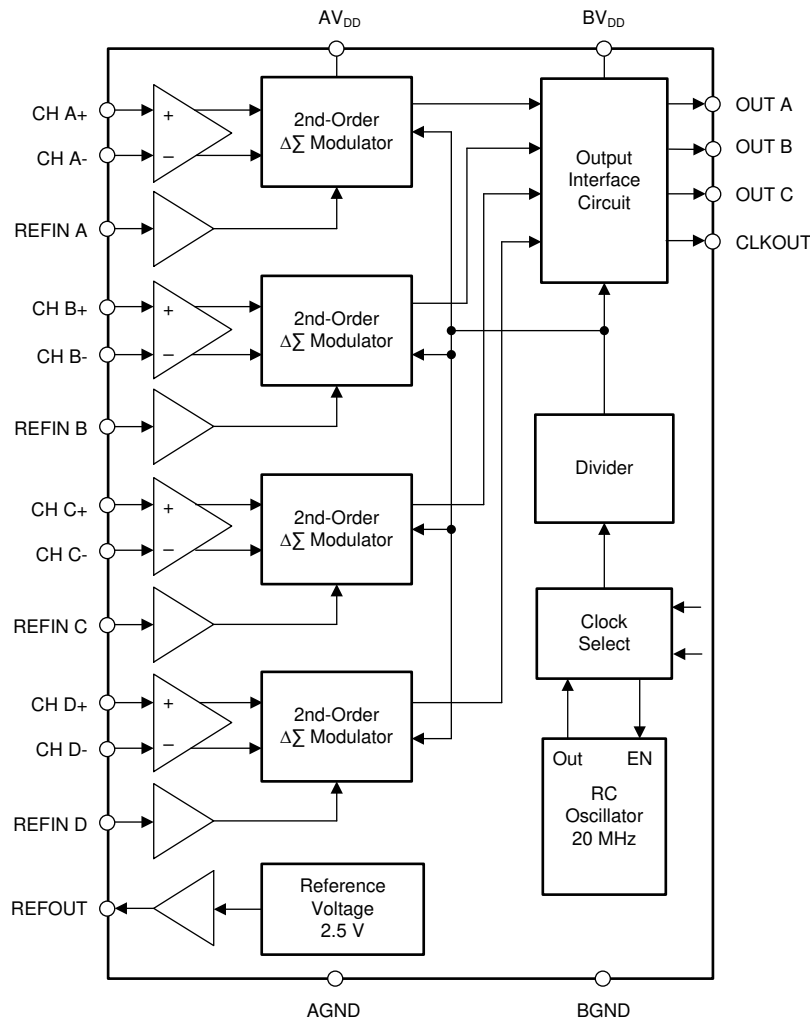 AVDD
BVDD
CH A+
CH A-
REFIN A
+
−
2nd-Order
ΔΣ Modulator
Output
Interface
Circuit
OUT A
OUT B
OUT C
CLKOUT
CH B+
CH B-
REFIN B
+
−
2nd-Order
ΔΣ Modulator
Divider
CH C+
CH C-
REFIN C
+
−
2nd-Order
ΔΣ Modulator
Clock
Select
CH D+
CH D-
REFIN D
+
−
2nd-Order
ΔΣ Modulator
Out
EN
RC
Oscillator
20 MHz
REFOUT
Reference
Voltage
2.5 V
AGND
BGND